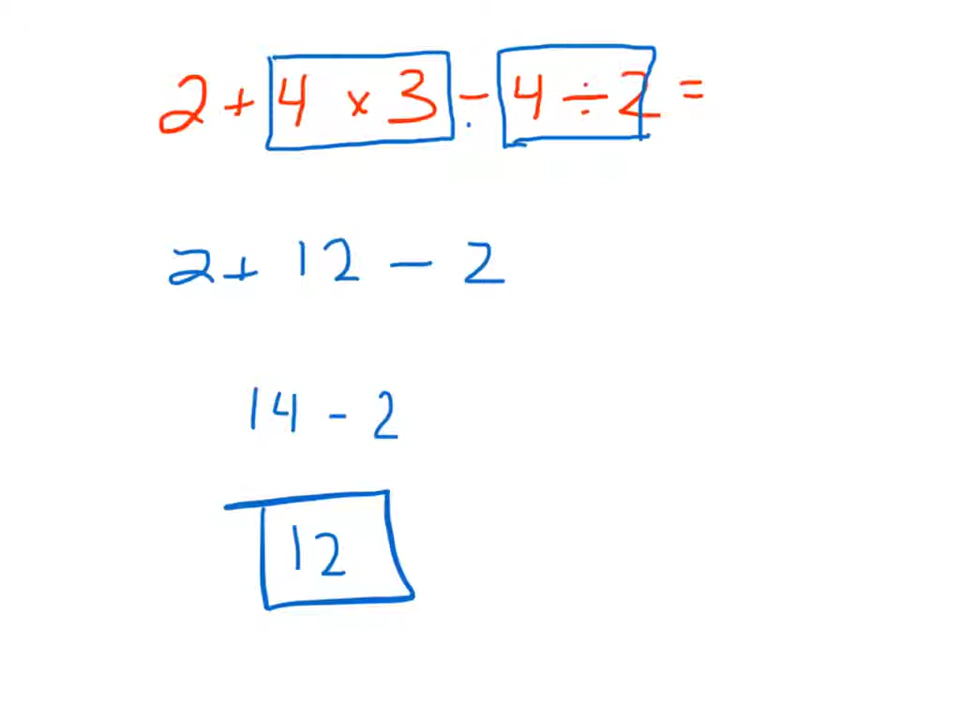 2 + 4 × 3 - 4 ÷ 2 =
2 + 12 - 2
14 - 2
12